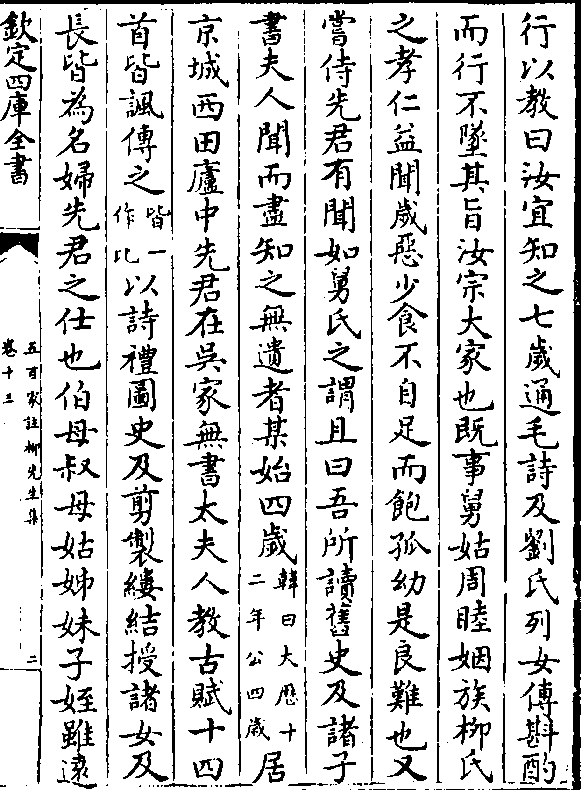 行以教曰汝宜知之七歲通毛詩及劉氏列女傳斟酌
而行不墜其旨汝宗大家也既事舅姑周睦姻族柳氏
之孝仁益聞歲惡少食不自足而飽孤幼是良難也又
嘗侍先君有聞如舅氏之謂且曰吾所讀舊史及諸子
書夫人聞而盡知之無遺者某始四歲韓曰大歴十二年公四歲居
京城西田廬中先君在吳家無書太夫人教古賦十四
首皆諷傳之皆一作比以詩禮圖史及剪製縷結授諸女及
長皆為名婦先君之仕也伯母叔母姑姊妹子姪雖逺
欽定四庫全書
五百家註柳先生集
卷十三
二